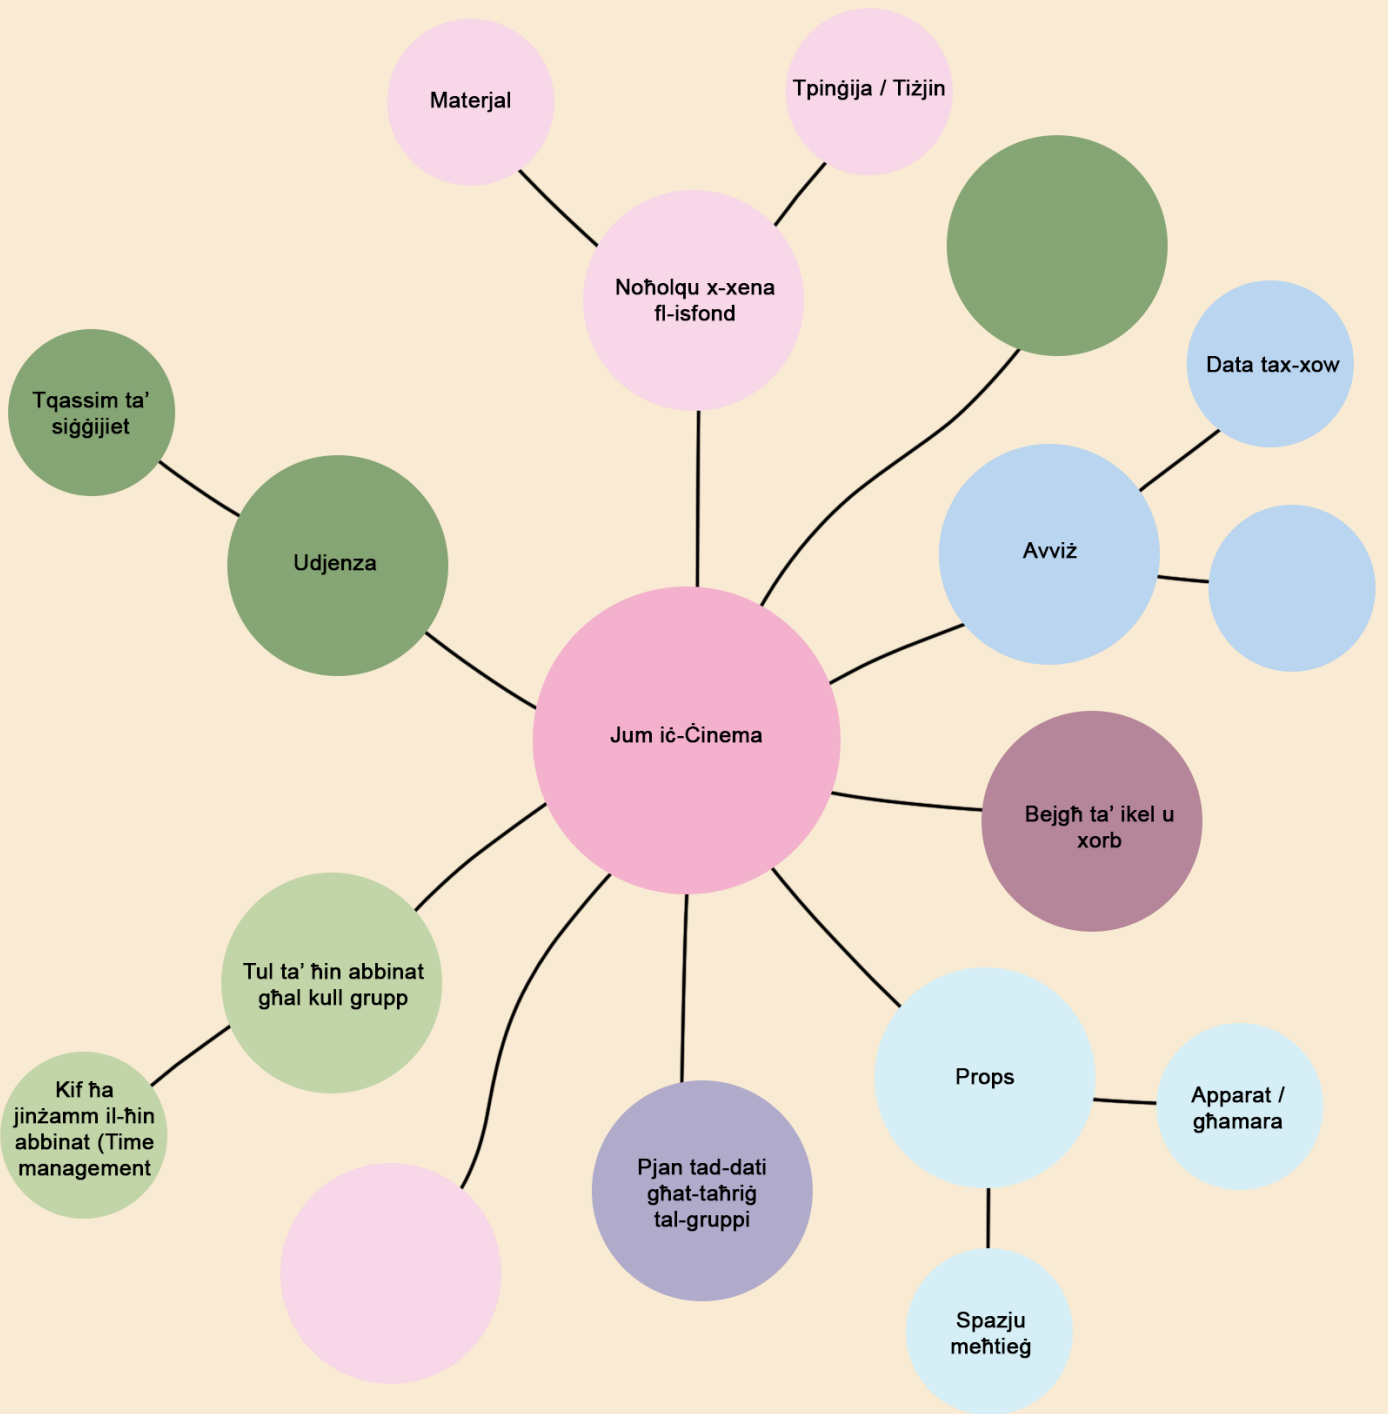 Materjal
Tpinġija / Tiżjin
Noħolqu x-xena
fl-isfond
Data tax-xow
Tqassim ta’
siġġijiet
Avviż
Udjenza
Jum iċ-Ċinema
Bejgħ ta’ ikel u
xorb
Tul ta’ ħin abbinat
għal kull grupp
Props
Apparat /
għamara
Kif ħa
jinżamm il-ħin
abbinat (Time
management
Pjan tad-dati
għat-taħriġ
tal-gruppi
Spazju
meħtieġ